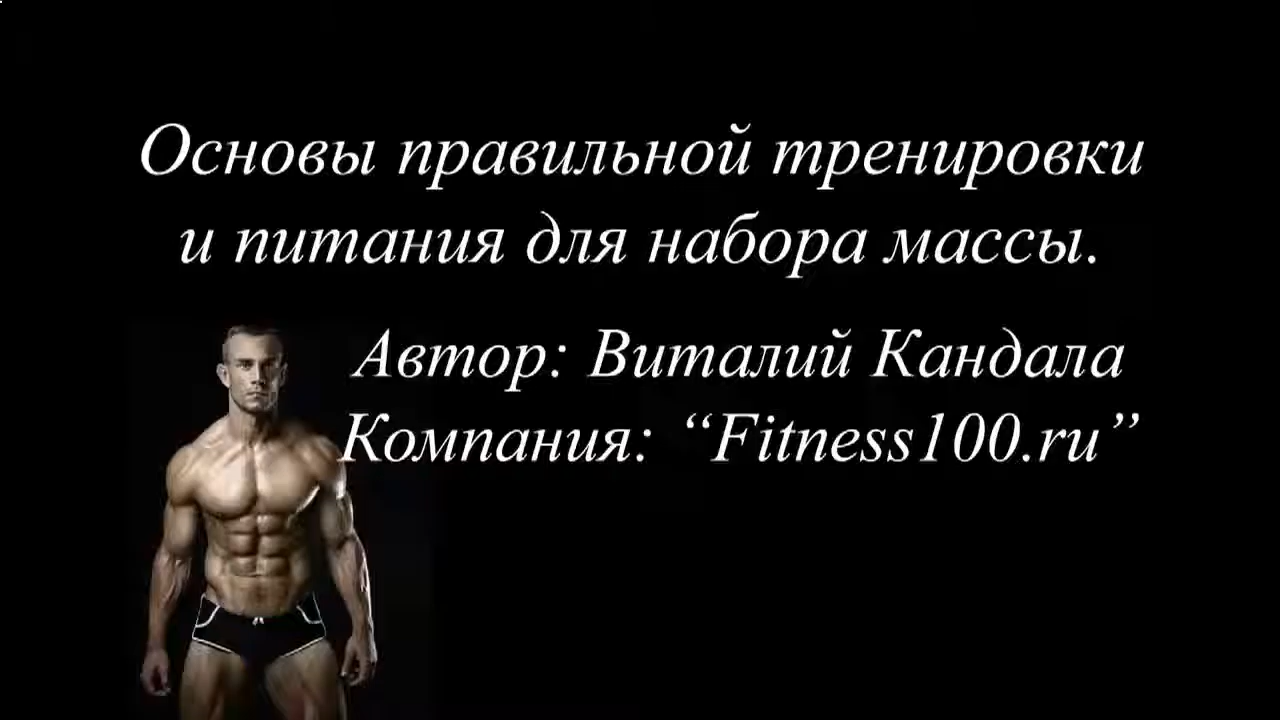 Основы правильной тренировки
и питания для набора массы.
Автор: Виталий Кандала
Компания: “Fitness100.ru”